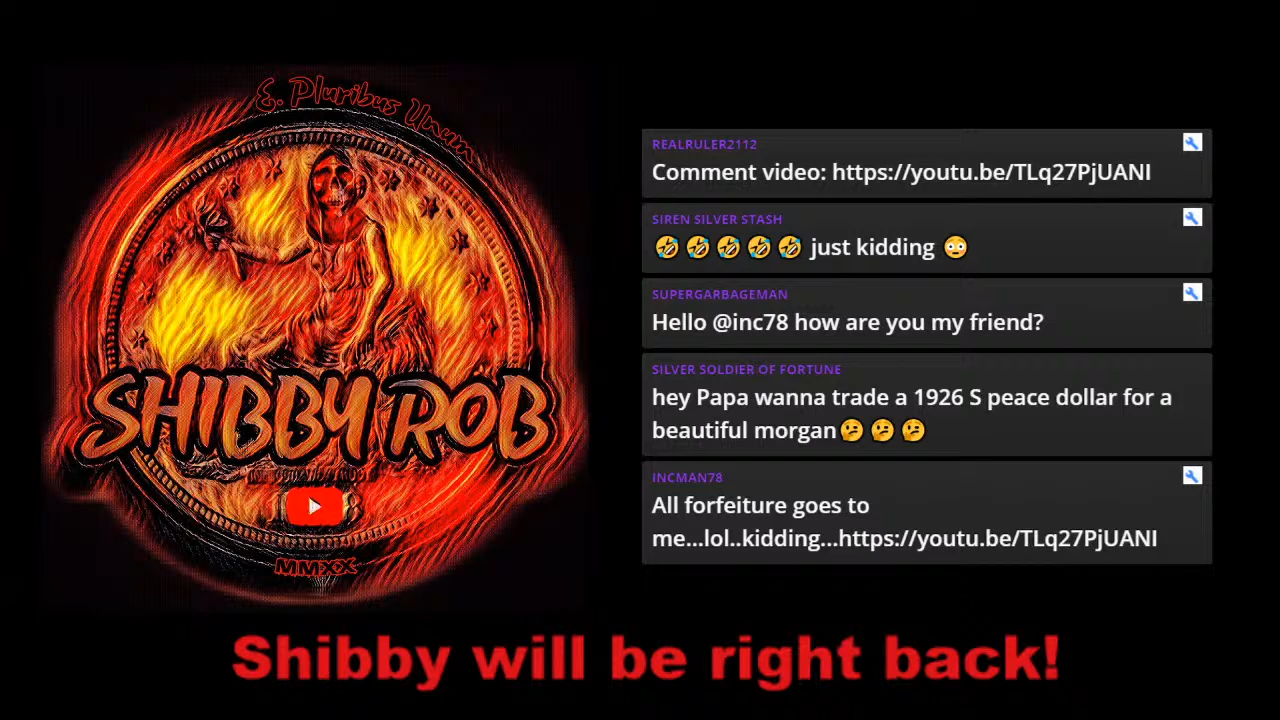 E. Pluribus Unum
SHIBBY ROB
MMXX
REALRULER2112
Comment video: https://youtu.be/TLq27PjUANI
SIREN SILVER STASH
🤣🤣🤣🤣🤣 just kidding 😳
SUPERGARBAGEMAN
Hello @inc78 how are you my friend?
SILVER SOLDIER OF FORTUNE
hey Papa wanna trade a 1926 S peace dollar for a
beautiful morgan🤔🤔🤔
INCMAN78
All forfeiture goes to
me...lol..kidding...https://youtu.be/TLq27PjUANI
Shibby will be right back!